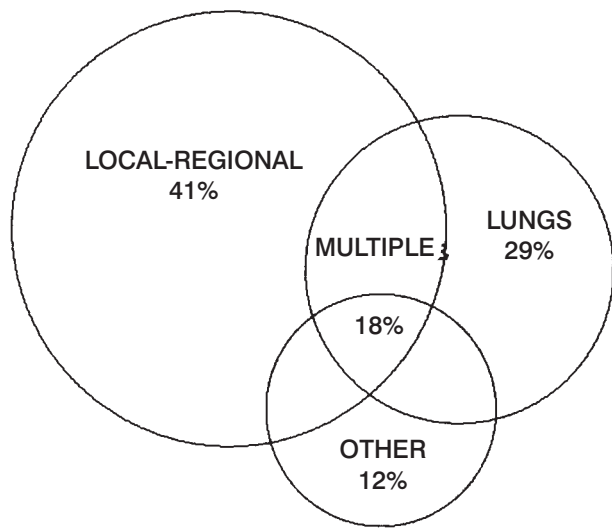 LOCAL-REGIONAL
41%
LUNGS
29%
MULTIPLE
18%
OTHER
12%